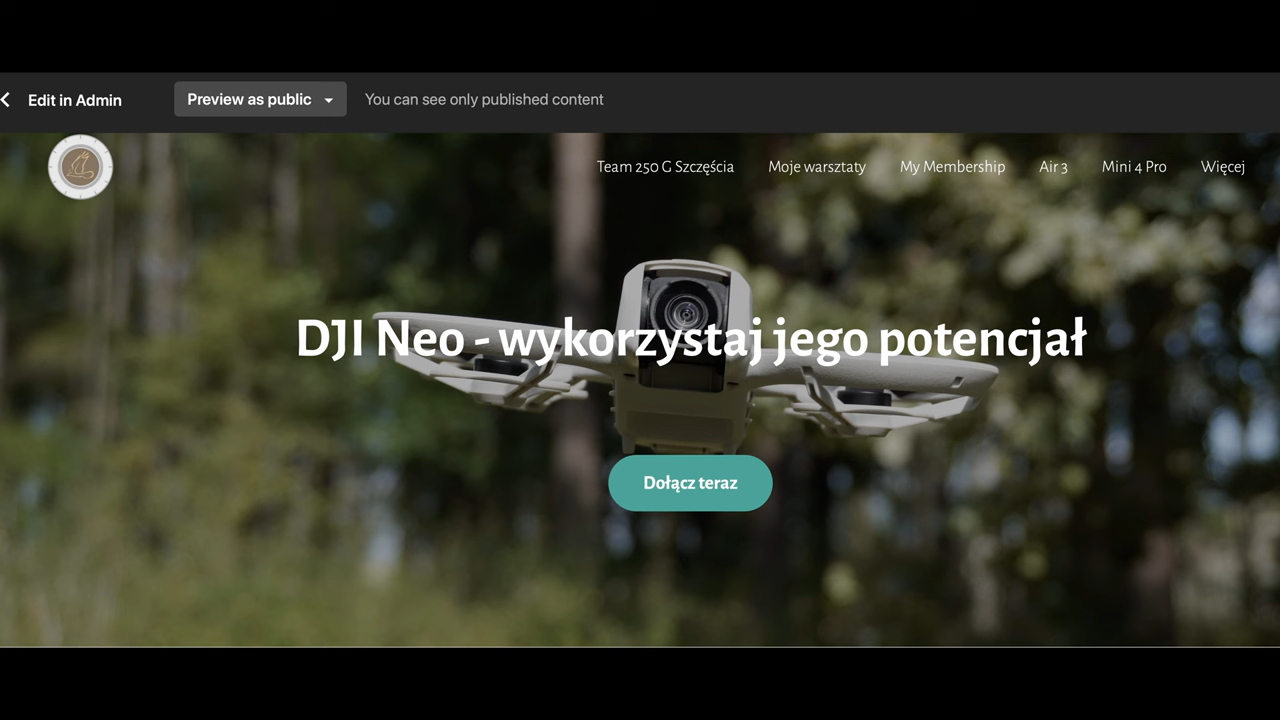 Edit in Admin
Preview as public
You can see only published content
Team 250 G Szczęścia
Moje warsztaty
My Membership
Air 3
Mini 4 Pro
Więcej
DJI Neo - wykorzystaj jego potencjał
Dołącz teraz